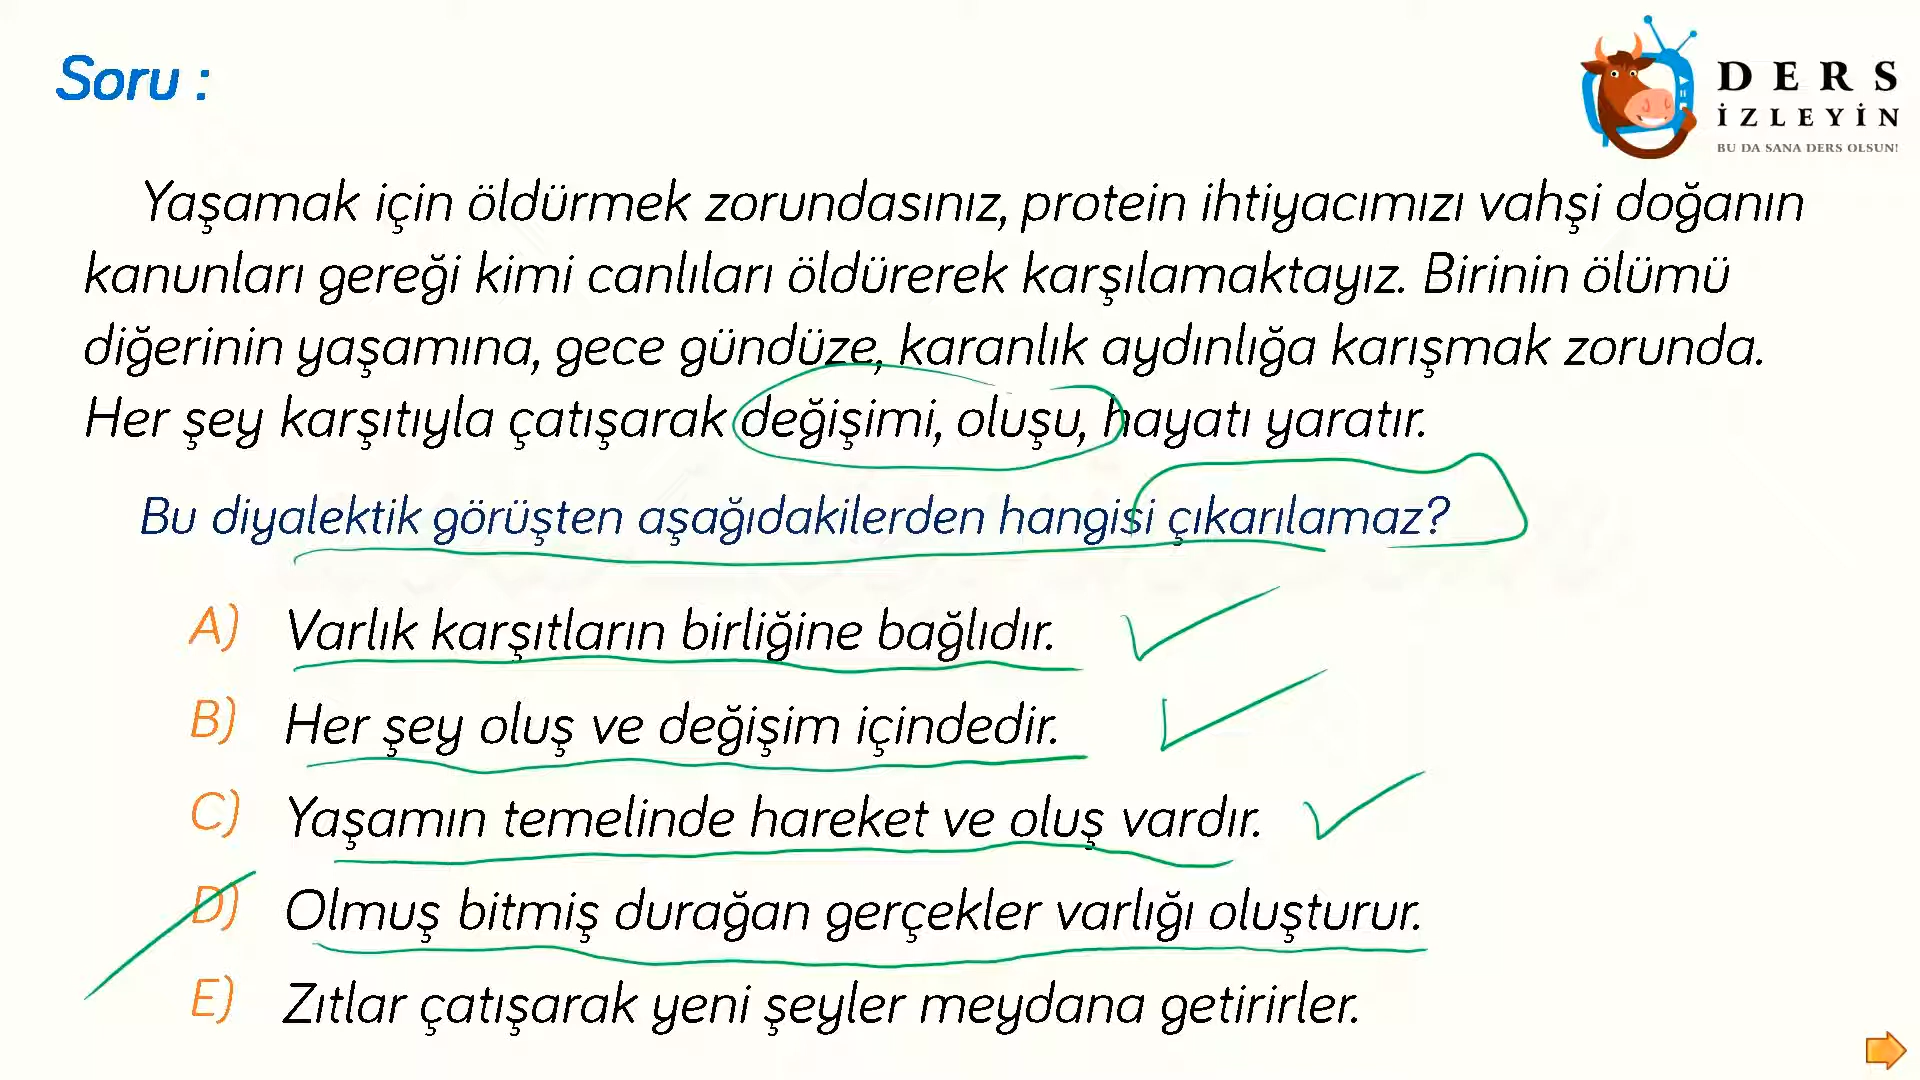 Soru :
DERS
İZLEYİN
BU DA SANA DERS OLSUN!
Yaşamak için öldürmek zorundasınız, protein ihtiyacımızı vahşi doğanın
kanunları gereği kimi canlıları öldürerek karşılamaktayız. Birinin ölümü
diğerinin yaşamına, gece gündüze, karanlık aydınlığa karışmak zorunda.
Her şey karşıtıyla çatışarak değişimi, oluşu, hayatı yaratır.
Bu diyalektik görüşten aşağıdakilerden hangisi çıkarılamaz?
A) Varlık karşıtların birliğine bağlıdır.
B) Her şey oluş ve değişim içindedir.
C) Yaşamın temelinde hareket ve oluş vardır.
D) Olmuş bitmiş durağan gerçekler varlığı oluşturur.
E) Zıtlar çatışarak yeni şeyler meydana getirirler.